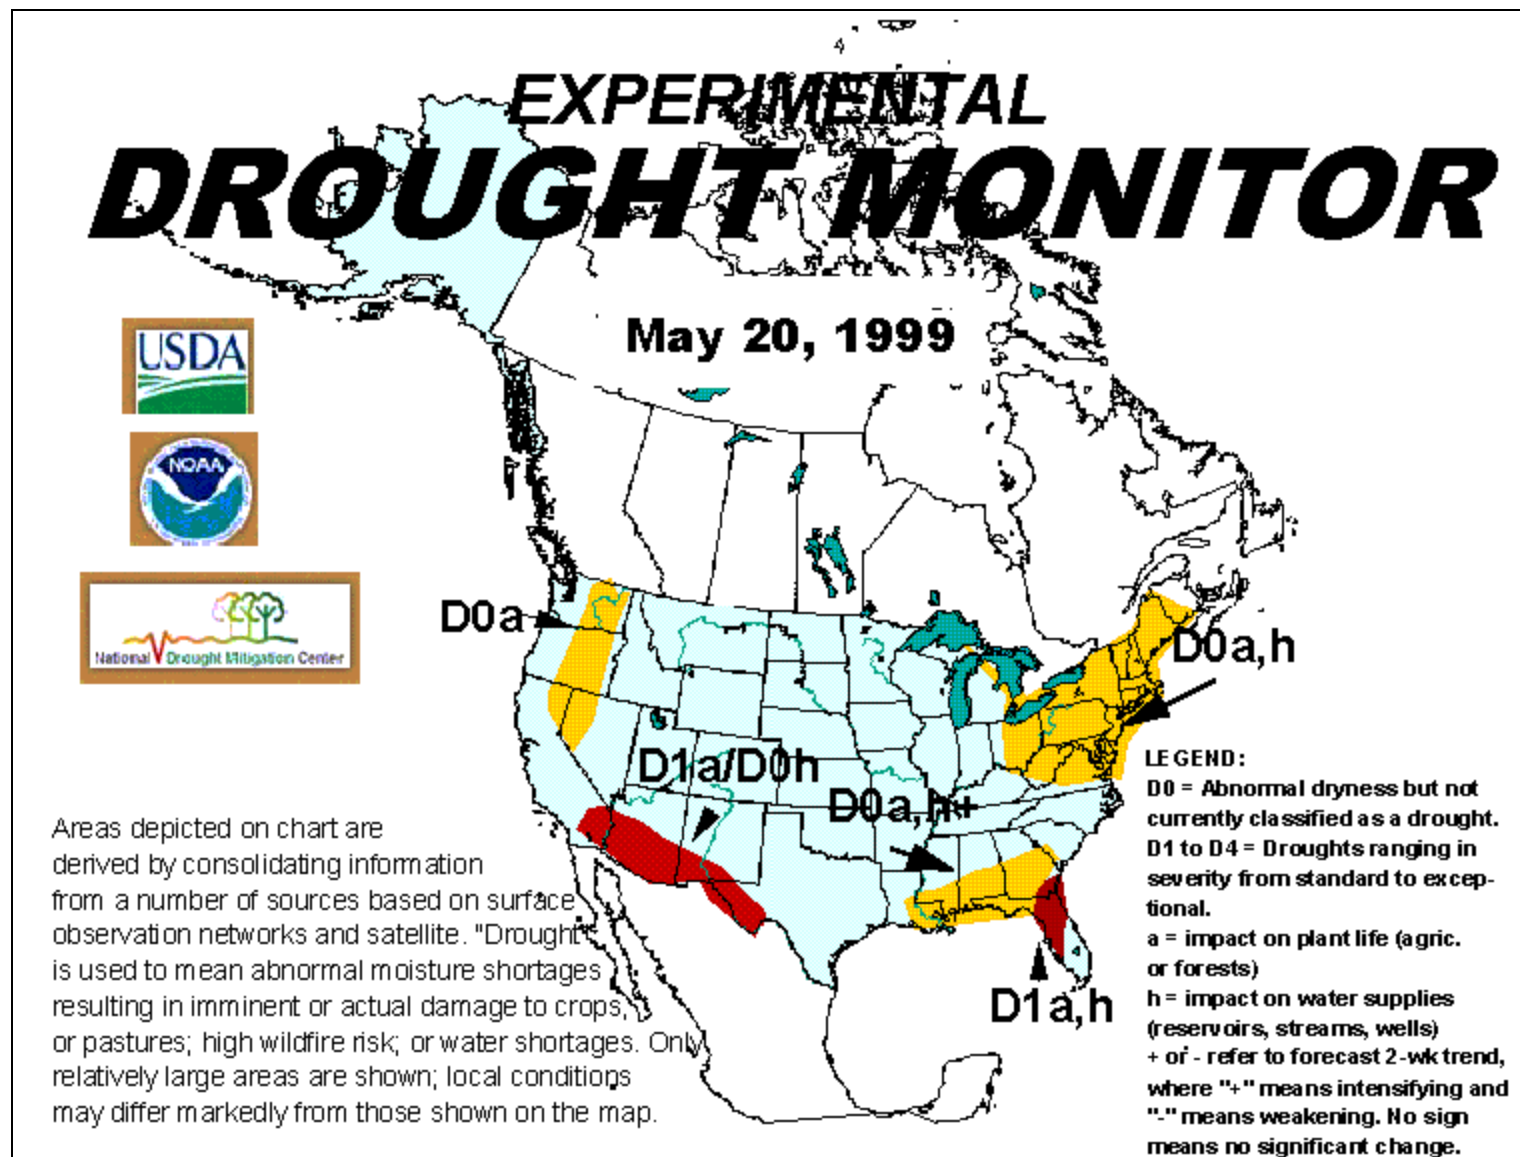 EXPERIMENTAL
DROUGHT MONITOR
May 20, 1999
USDA
NOAA
National Drought Mitigation Center
D0a
D0a,h
D1a/D0h
D0a,h+
D1a,h
Areas depicted on chart are
derived by consolidating information
from a number of sources based on surface
observation networks and satellite. "Drought"
is used to mean abnormal moisture shortages
resulting in imminent or actual damage to crops,
or pastures; high wildfire risk; or water shortages. Only
relatively large areas are shown; local conditions
may differ markedly from those shown on the map.
LEGEND:
D0 = Abnormal dryness but not
currently classified as a drought.
D1 to D4 = Droughts ranging in
severity from standard to excep-
tional.
a = impact on plant life (agric.
or forests)
h = impact on water supplies
(reservoirs, streams, wells)
+ or - refer to forecast 2-wk trend,
where "+" means intensifying and
"-" means weakening. No sign
means no significant change.